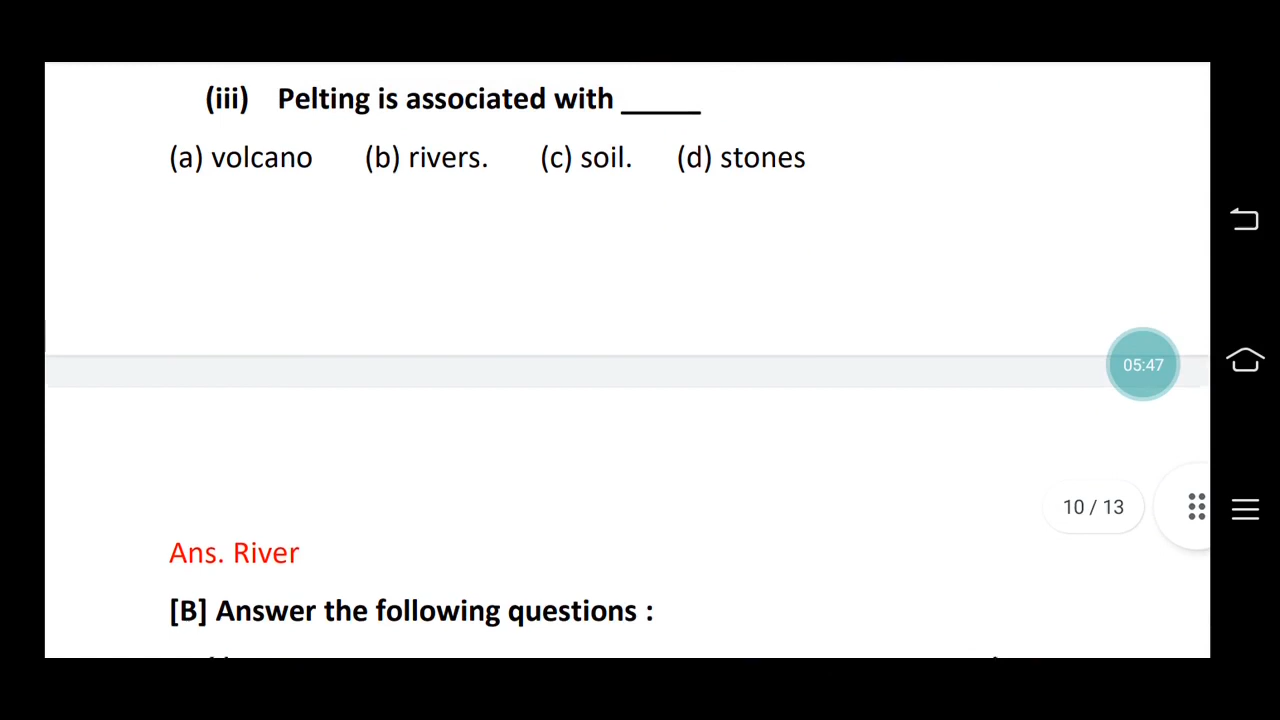 (iii) Pelting is associated with _____
(a) volcano (b) rivers. (c) soil. (d) stones
05:47
10 / 13
Ans. River
[B] Answer the following questions :